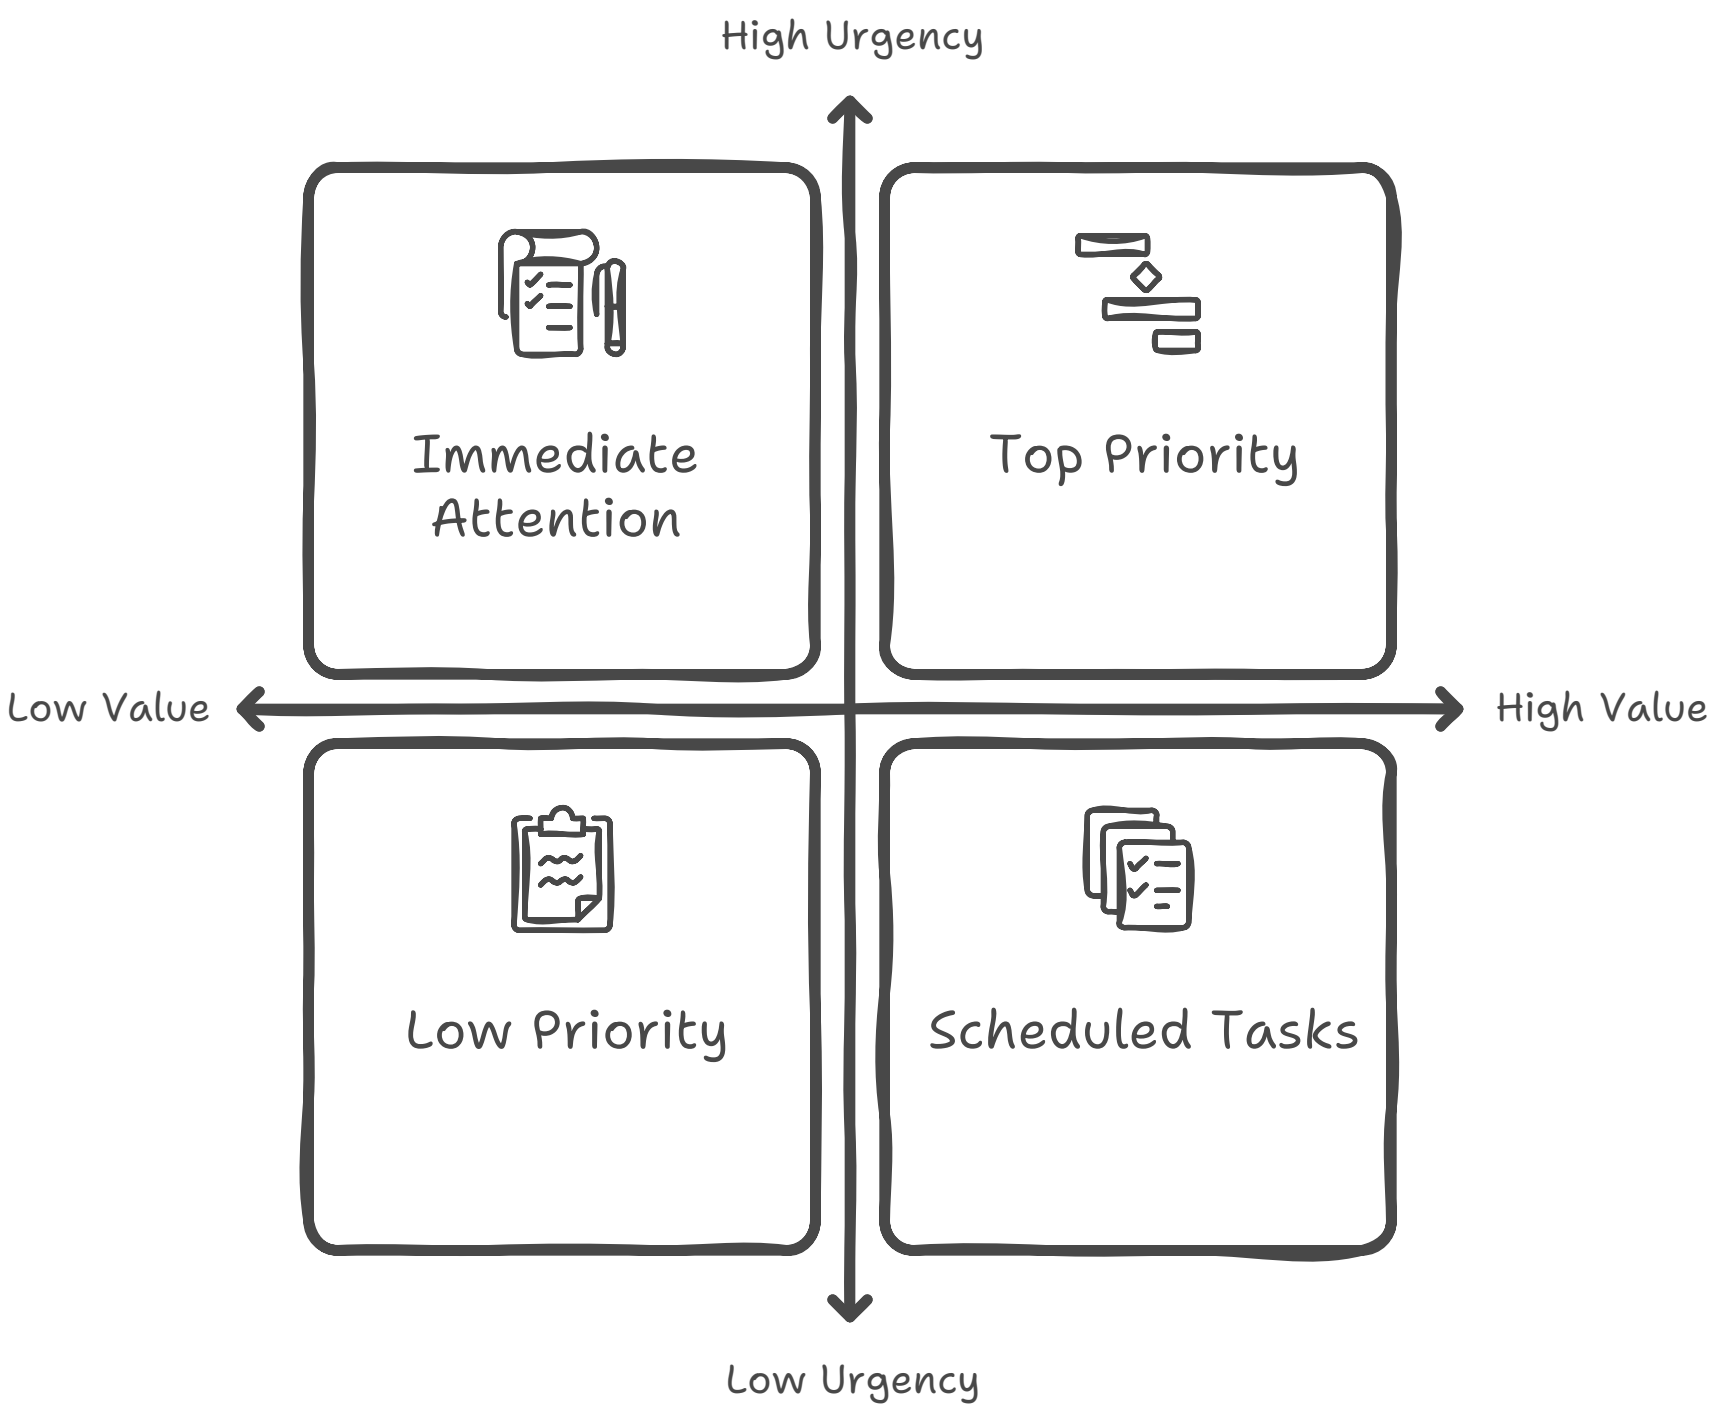 High Urgency
Immediate
Attention
Top Priority
Low Value
High Value
Low Priority
Scheduled Tasks
Low Urgency